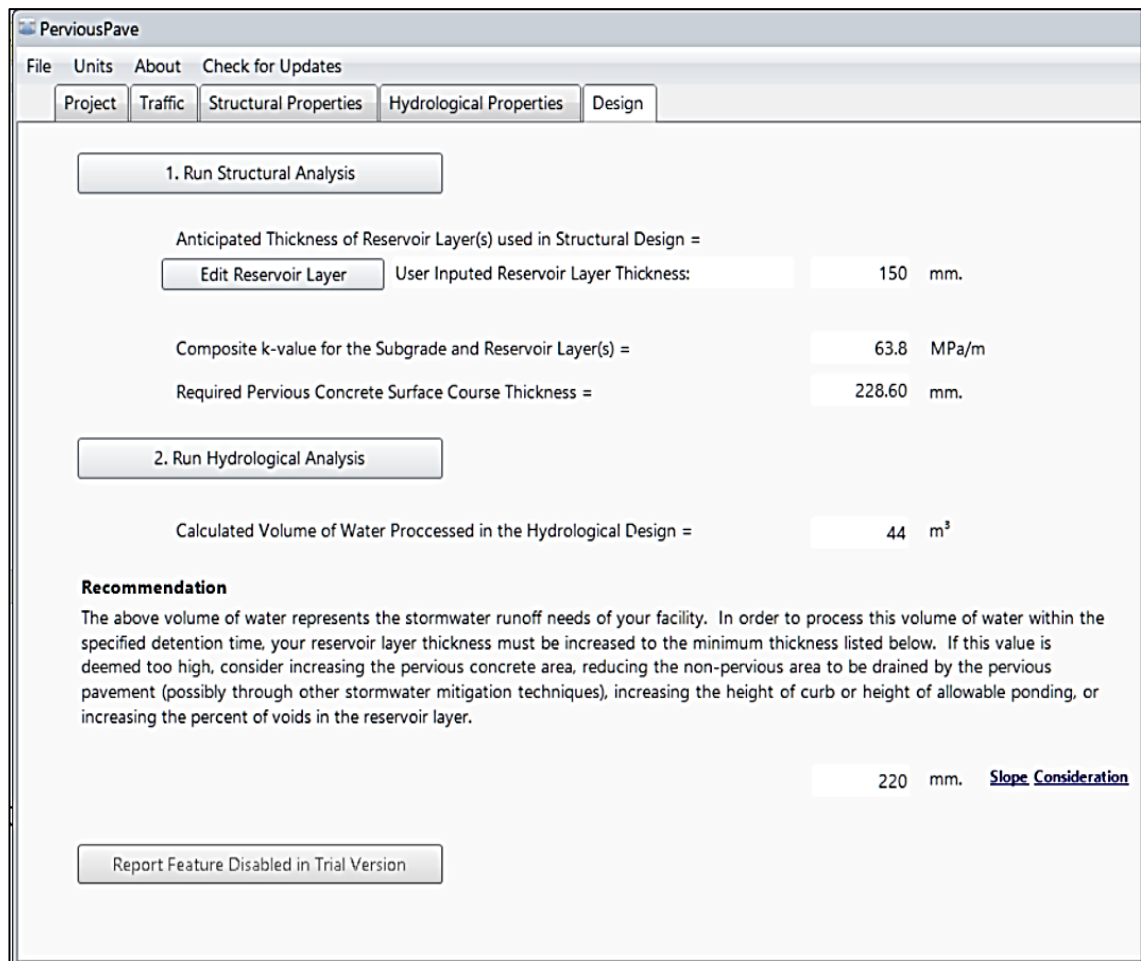 PerviousPave
File Units About Check for Updates
Project Traffic Structural Properties Hydrological Properties Design
1. Run Structural Analysis
Anticipated Thickness of Reservoir Layer(s) used in Structural Design =
Edit Reservoir Layer User Inputed Reservoir Layer Thickness: 150 mm.
Composite k-value for the Subgrade and Reservoir Layer(s) = 63.8 MPa/m
Required Pervious Concrete Surface Course Thickness = 228.60 mm.
2. Run Hydrological Analysis
Calculated Volume of Water Proccessed in the Hydrological Design = 44 m³
Recommendation
The above volume of water represents the stormwater runoff needs of your facility. In order to process this volume of water within the
specified detention time, your reservoir layer thickness must be increased to the minimum thickness listed below. If this value is
deemed too high, consider increasing the pervious concrete area, reducing the non-pervious area to be drained by the pervious
pavement (possibly through other stormwater mitigation techniques), increasing the height of curb or height of allowable ponding, or
increasing the percent of voids in the reservoir layer.
220 mm. Slope Consideration
Report Feature Disabled in Trial Version